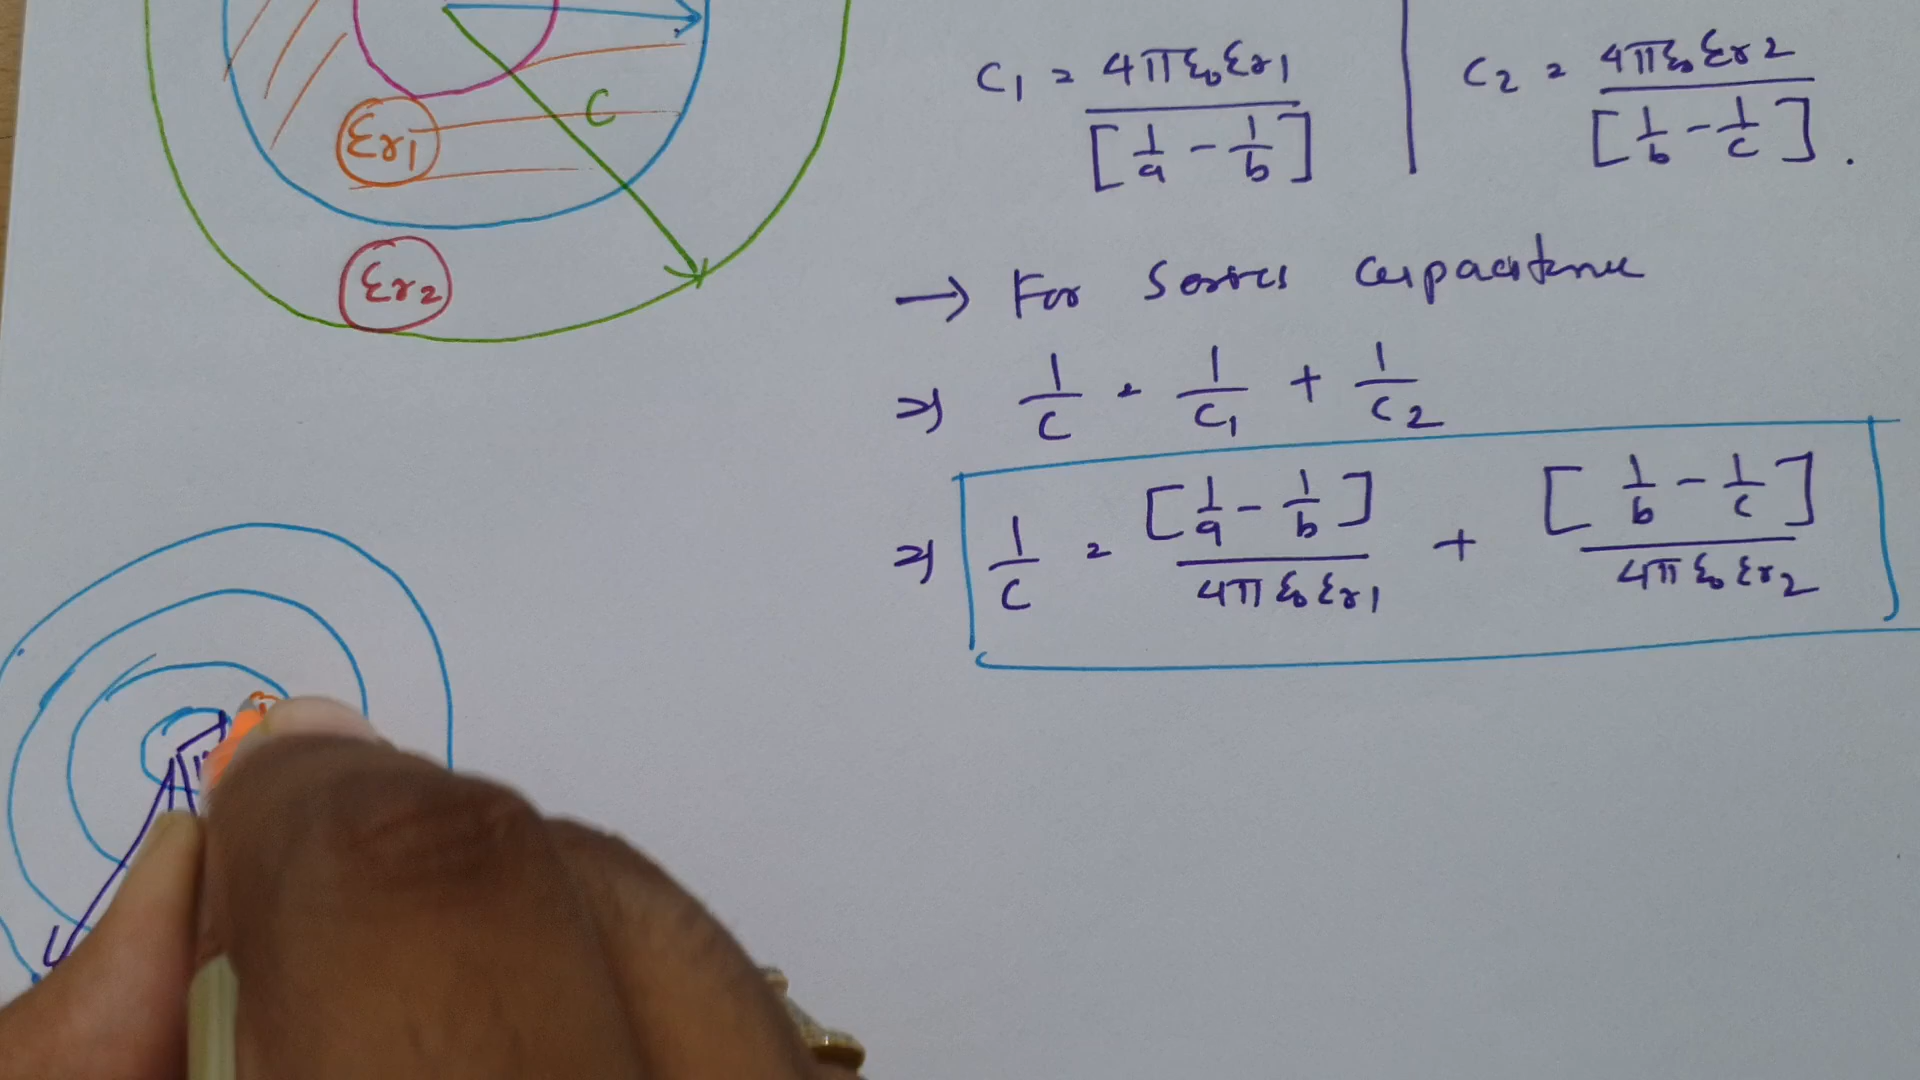 C
εr1
εr2
C1 = 4πε0εr1 / [1/a - 1/b]
C2 = 4πε0εr2 / [1/b - 1/c].
→ For Series capacitance
⇒ 1/C = 1/C1 + 1/C2
⇒ 1/C = [1/a - 1/b] / 4πε0εr1 + [1/b - 1/c] / 4πε0εr2